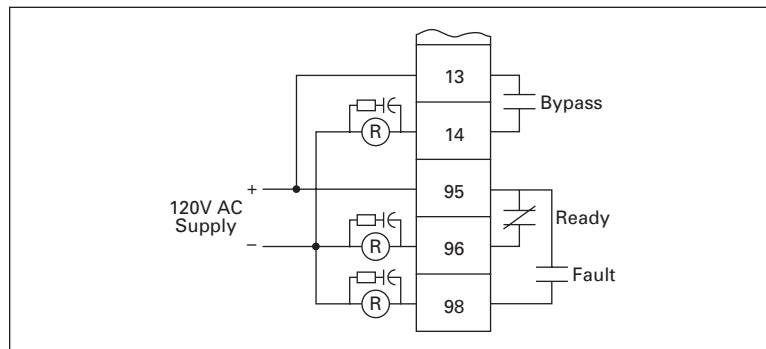 13
Bypass
R
14
+
95
120V AC
Supply
Ready
−
R
96
Fault
R
98